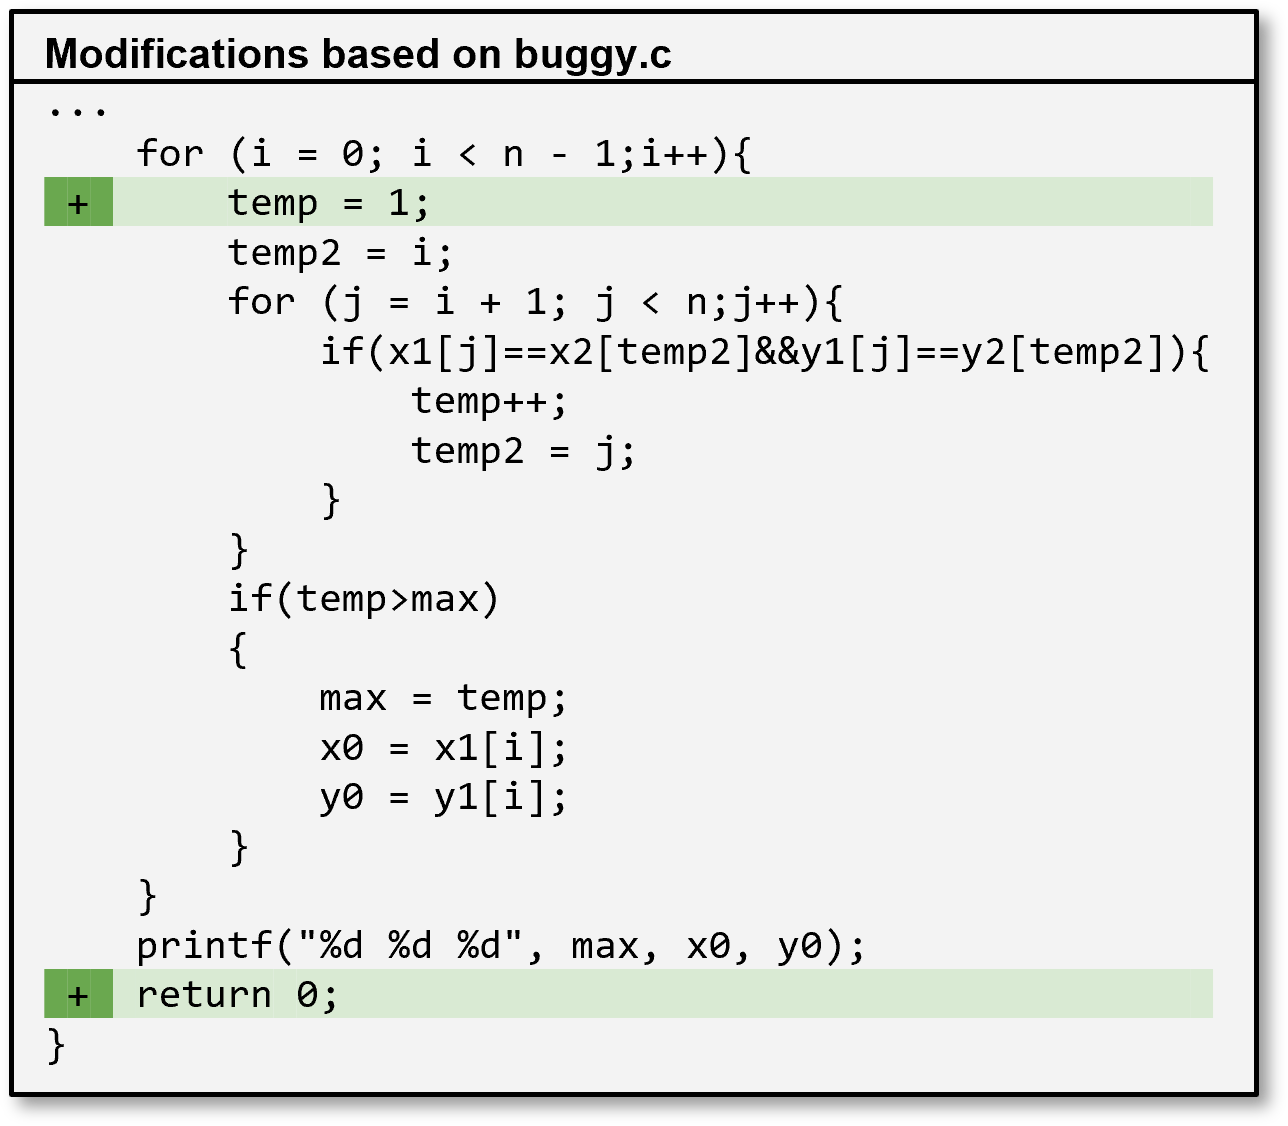 Modifications based on buggy.c
...
    for (i = 0; i < n - 1;i++){
+       temp = 1;
        temp2 = i;
        for (j = i + 1; j < n;j++){
            if(x1[j]==x2[temp2]&&y1[j]==y2[temp2]){
                temp++;
                temp2 = j;
            }
        }
        if(temp>max)
        {
            max = temp;
            x0 = x1[i];
            y0 = y1[i];
        }
    }
    printf("%d %d %d", max, x0, y0);
+   return 0;
}